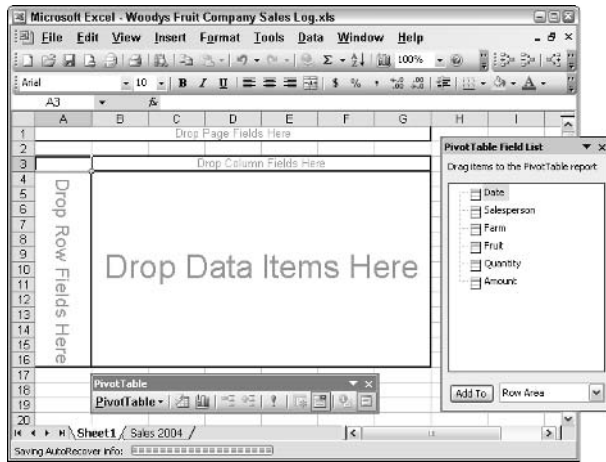 Microsoft Excel - Woodys Fruit Company Sales Log.xls
File Edit View Insert Format Tools Data Window Help
Σ 100%
Arial 10 B I U $ % , A
A3 fx
A B C D E F G H I
1 Drop Page Fields Here
2
3 Drop Column Fields Here
4
5
6
7
8
9
10
11
12
13
14
15
16
17
18
19
20
Drop Row Fields Here
Drop Data Items Here
PivotTable Field List
Drag items to the PivotTable report
Date
Salesperson
Farm
Fruit
Quantity
Amount
Add To Row Area
PivotTable
PivotTable
Sheet1 / Sales 2004
Saving AutoRecover info: